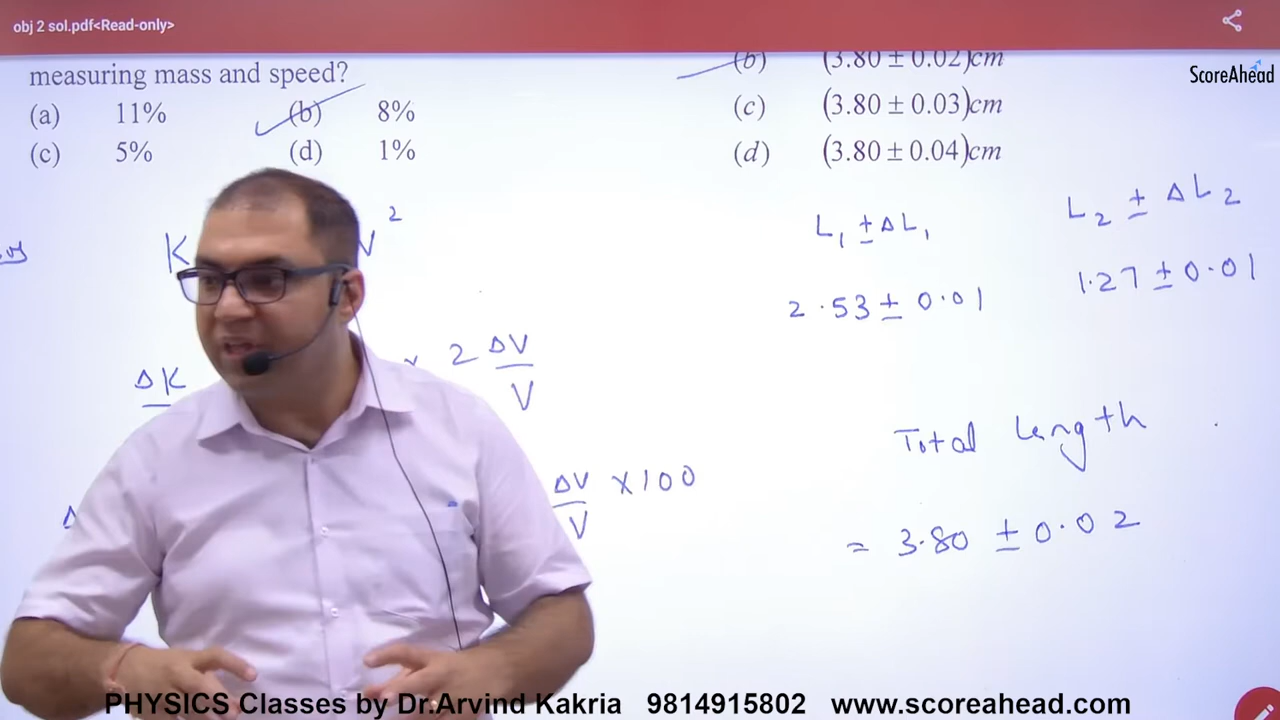 obj 2 sol.pdf<Read-only>
ScoreAhead
measuring mass and speed?
(a) 11% (b) 8%
(c) 5% (d) 1%
(b) (3.80 ± 0.02)cm
(c) (3.80 ± 0.03)cm
(d) (3.80 ± 0.04)cm
K V²
ΔK 2 ΔV
V
Δ ΔV × 100
V
L₁ ± ΔL₁ L₂ ± ΔL₂
2.53 ± 0.01 1.27 ± 0.01
Total length
= 3.80 ± 0.02
PHYSICS Classes by Dr.Arvind Kakria 9814915802 www.scoreahead.com